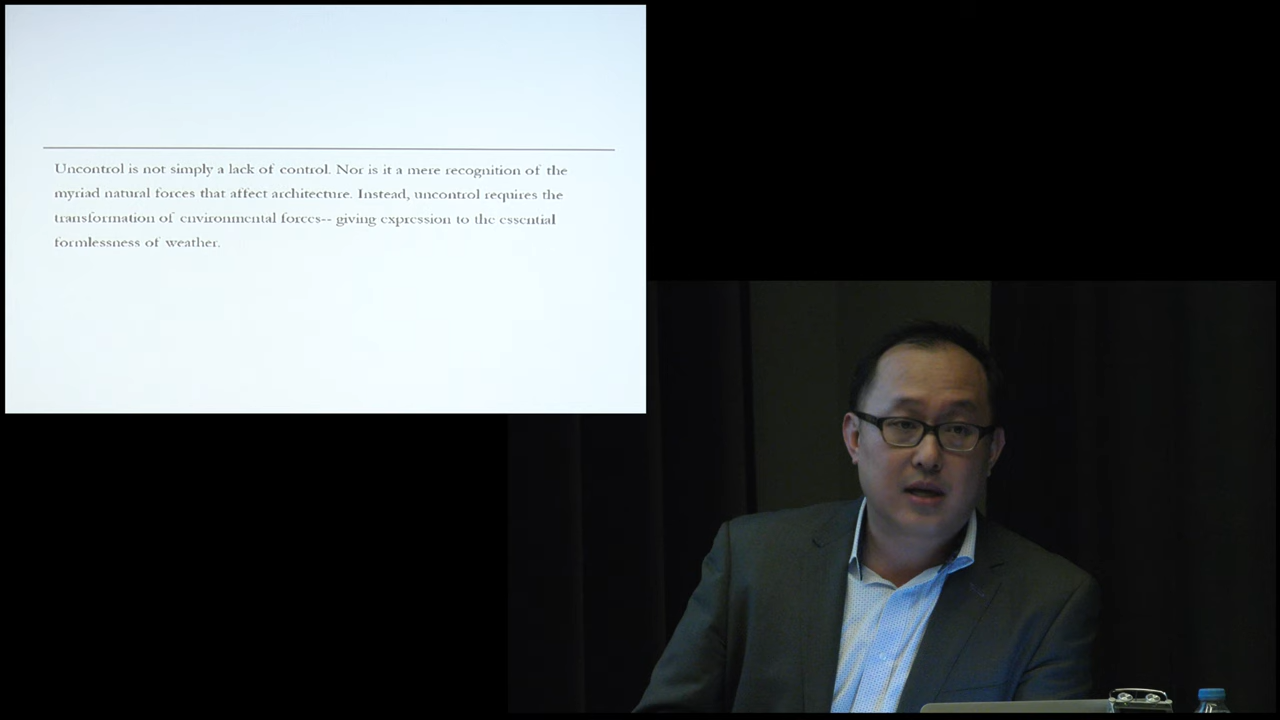 Uncontrol is not simply a lack of control. Nor is it a mere recognition of the
myriad natural forces that affect architecture. Instead, uncontrol requires the
transformation of environmental forces-- giving expression to the essential
formlessness of weather.